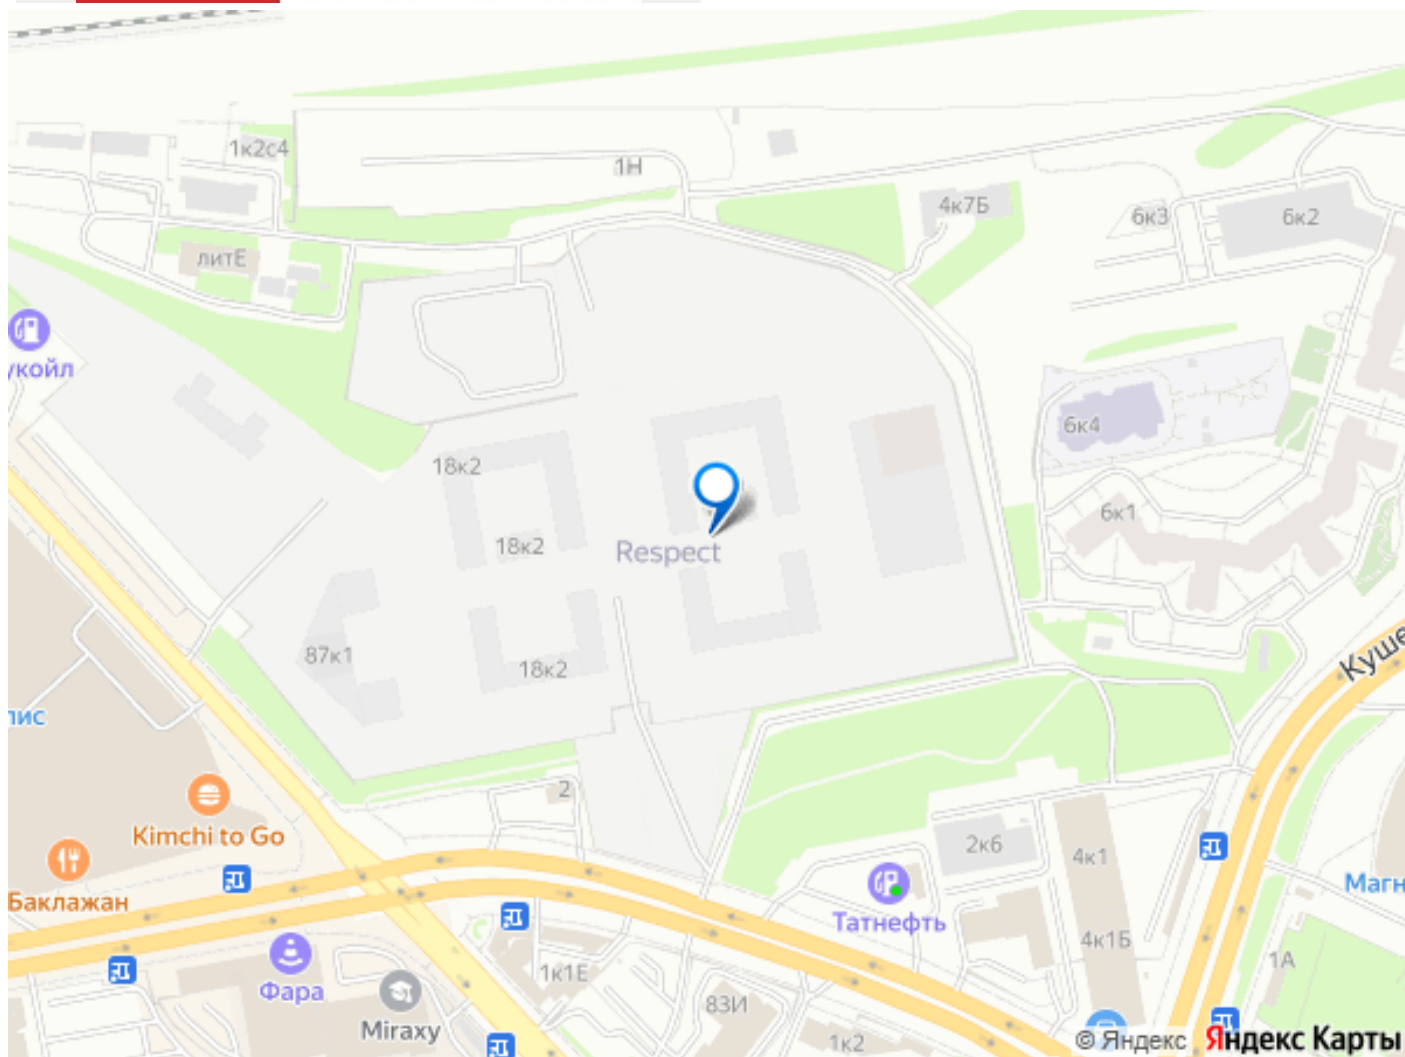 1к2с4
1Н
4к7Б
6к3
6к2
литЕ
укойл
6к4
18к2
6к1
18к2
Respect
87к1
18к2
Куше
лис
2
Kimchi to Go
2к6
4к1
Баклажан
Магн
Татнефть
4к1Б
1А
1к1Е
Фара
83И
Miraxy
1к2
© Яндекс Яндекс Карты